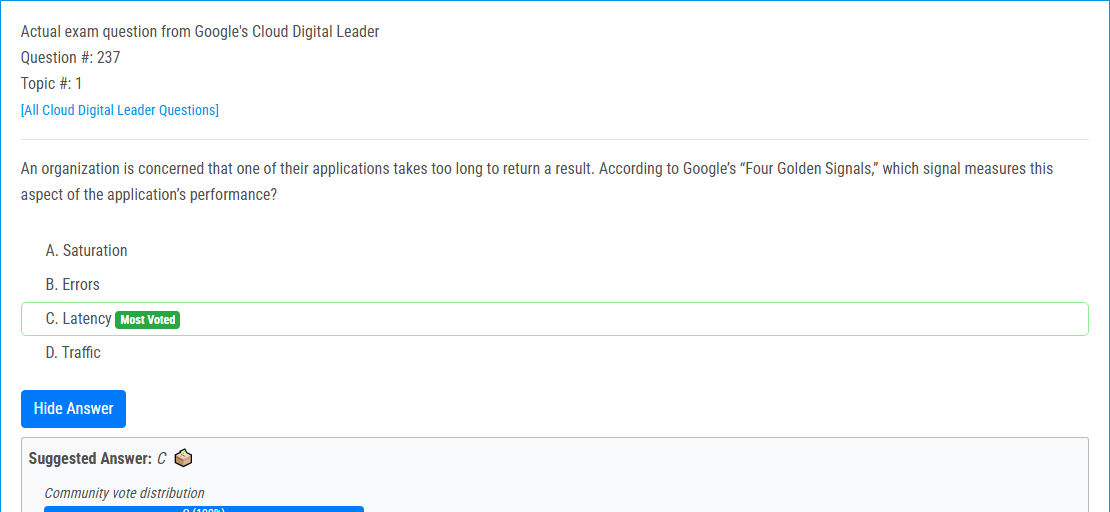 Actual exam question from Google's Cloud Digital Leader
Question #: 237
Topic #: 1
[All Cloud Digital Leader Questions]
An organization is concerned that one of their applications takes too long to return a result. According to Google’s “Four Golden Signals,” which signal measures this
aspect of the application’s performance?
A. Saturation
B. Errors
C. Latency Most Voted
D. Traffic
Hide Answer
Suggested Answer: C
Community vote distribution